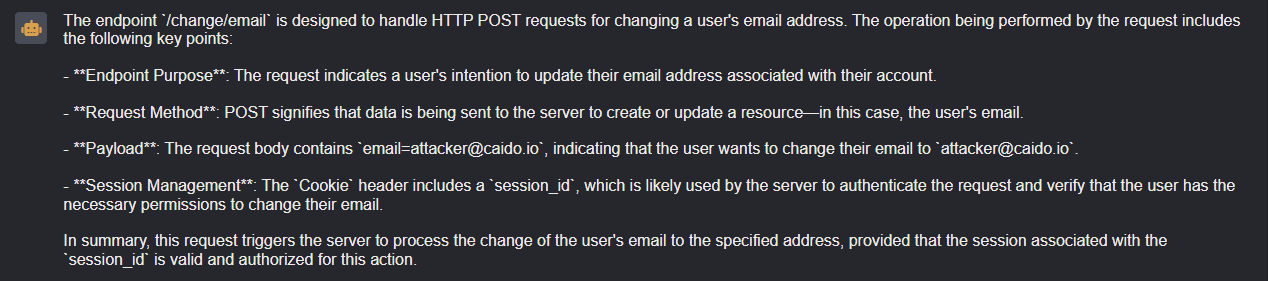 The endpoint `/change/email` is designed to handle HTTP POST requests for changing a user's email address. The operation being performed by the request includes
the following key points:
- **Endpoint Purpose**: The request indicates a user's intention to update their email address associated with their account.
- **Request Method**: POST signifies that data is being sent to the server to create or update a resource—in this case, the user's email.
- **Payload**: The request body contains `email=attacker@caido.io`, indicating that the user wants to change their email to `attacker@caido.io`.
- **Session Management**: The `Cookie` header includes a `session_id`, which is likely used by the server to authenticate the request and verify that the user has the
necessary permissions to change their email.
In summary, this request triggers the server to process the change of the user's email to the specified address, provided that the session associated with the
`session_id` is valid and authorized for this action.